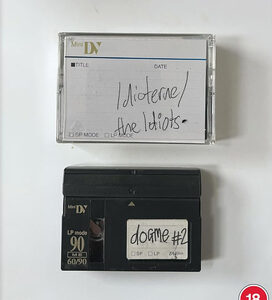 Mini DV
TITLE DATE
Idioterne/
the Idiots.
SP MODE LP MODE
Mini DV
LP mode
90
ME
60/90
dogme #2
SP LP
18